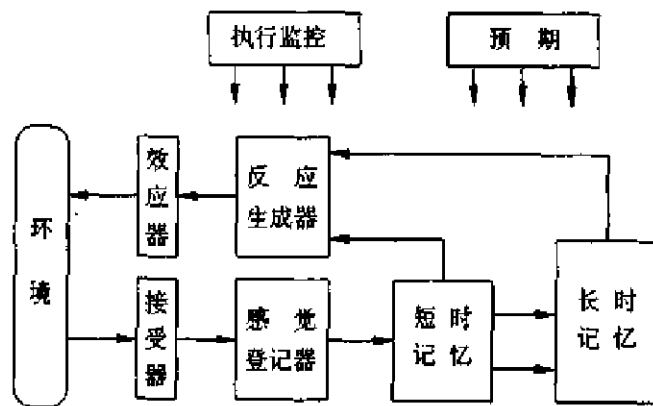 执行监控
预期
效应器
反应
生成器
环境
接受器
感觉
登记器
短时
记忆
长时
记忆